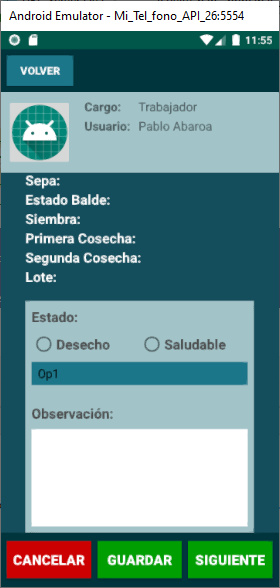 Android Emulator - Mi_Tel_fono_API_26:5554
11:55
VOLVER
Cargo: Trabajador
Usuario: Pablo Abaroa
Sepa:
Estado Balde:
Siembra:
Primera Cosecha:
Segunda Cosecha:
Lote:
Estado:
Desecho Saludable
Op1
Observación:
CANCELAR GUARDAR SIGUIENTE